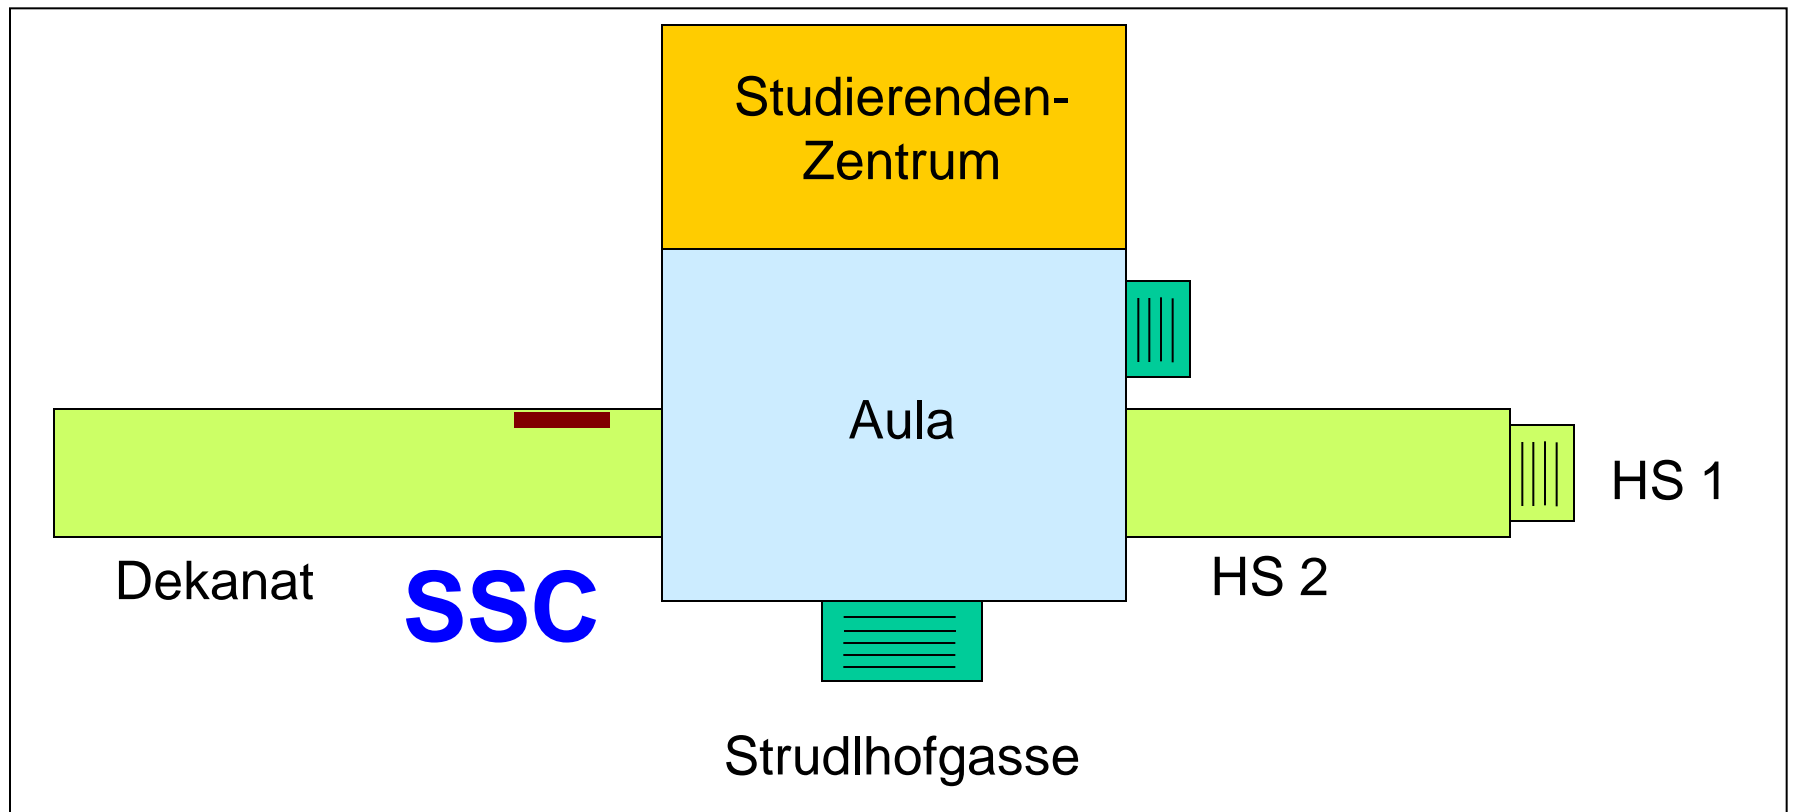 Studierenden-
Zentrum
Aula
HS 1
Dekanat
SSC
HS 2
Strudlhofgasse